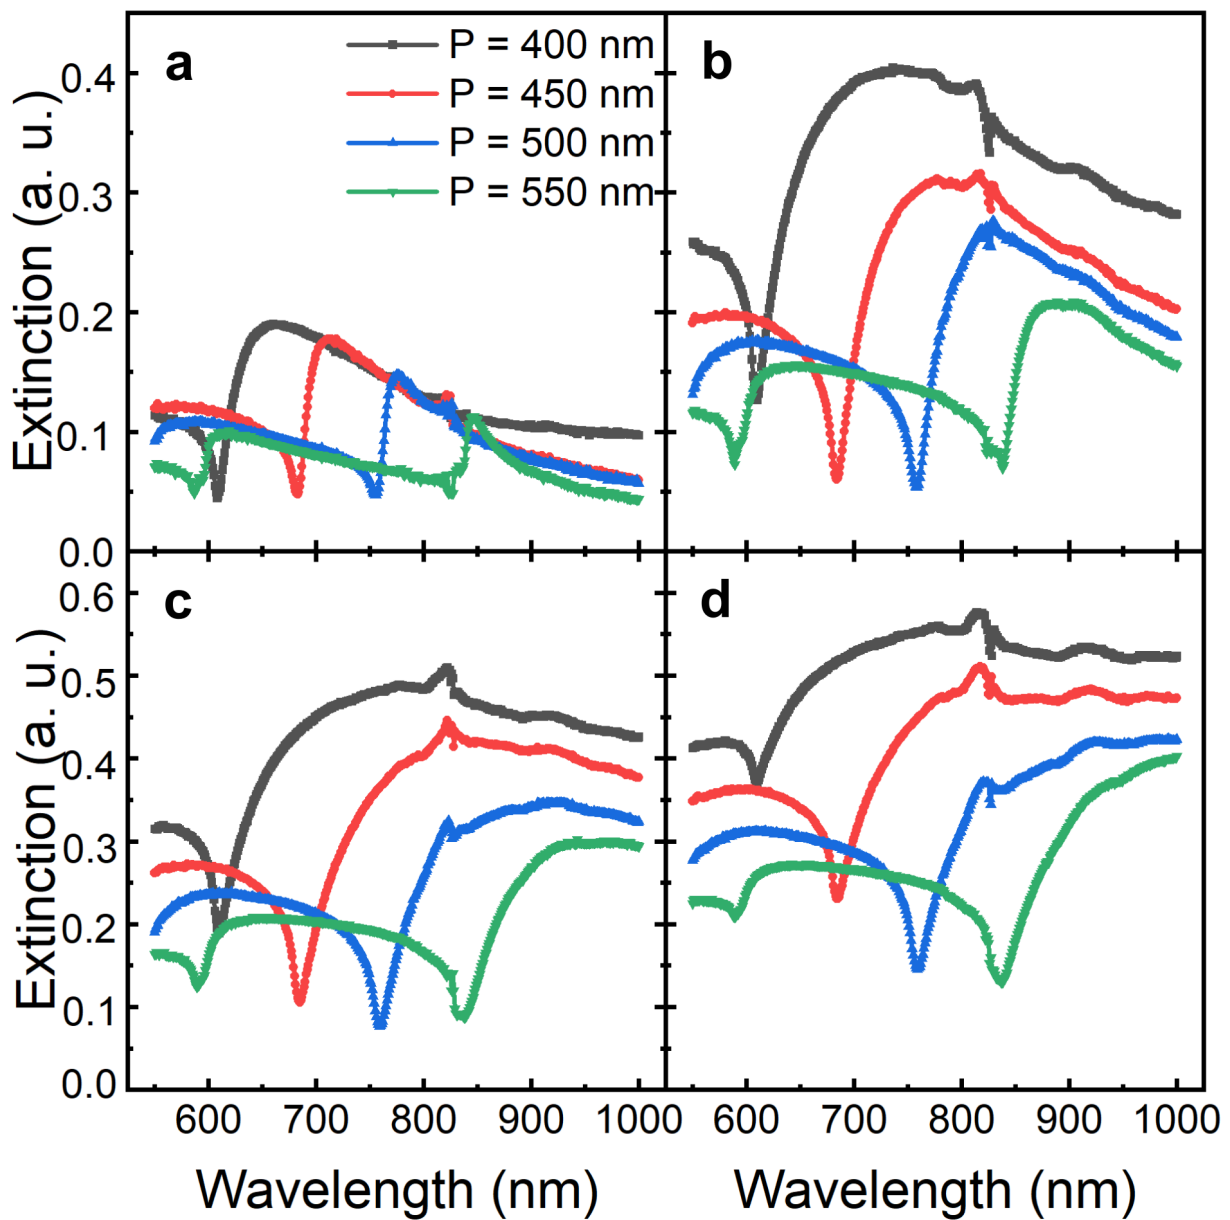 a
P = 400 nm
P = 450 nm
P = 500 nm
P = 550 nm
b
Extinction (a. u.)
0.4
0.3
0.2
0.1
0.0
c
d
Extinction (a. u.)
0.6
0.5
0.4
0.3
0.2
0.1
0.0
600 700 800 900 1000 600 700 800 900 1000
Wavelength (nm) Wavelength (nm)